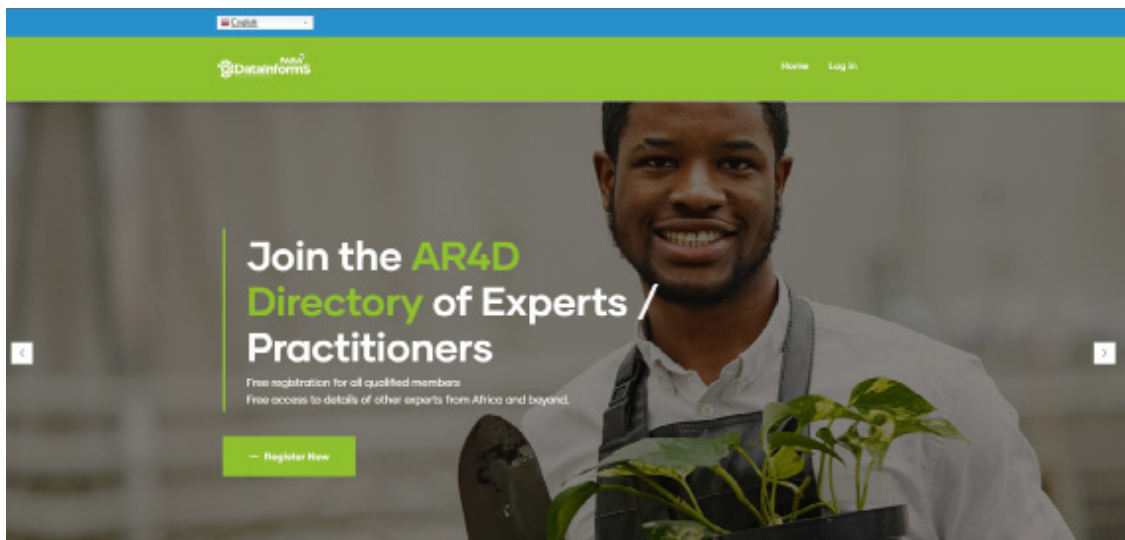 English
FARA
DataInformS
Home Log in
Join the AR4D
Directory of Experts /
Practitioners
Free registration for all qualified members
Free access to details of other experts from Africa and beyond.
Register Now